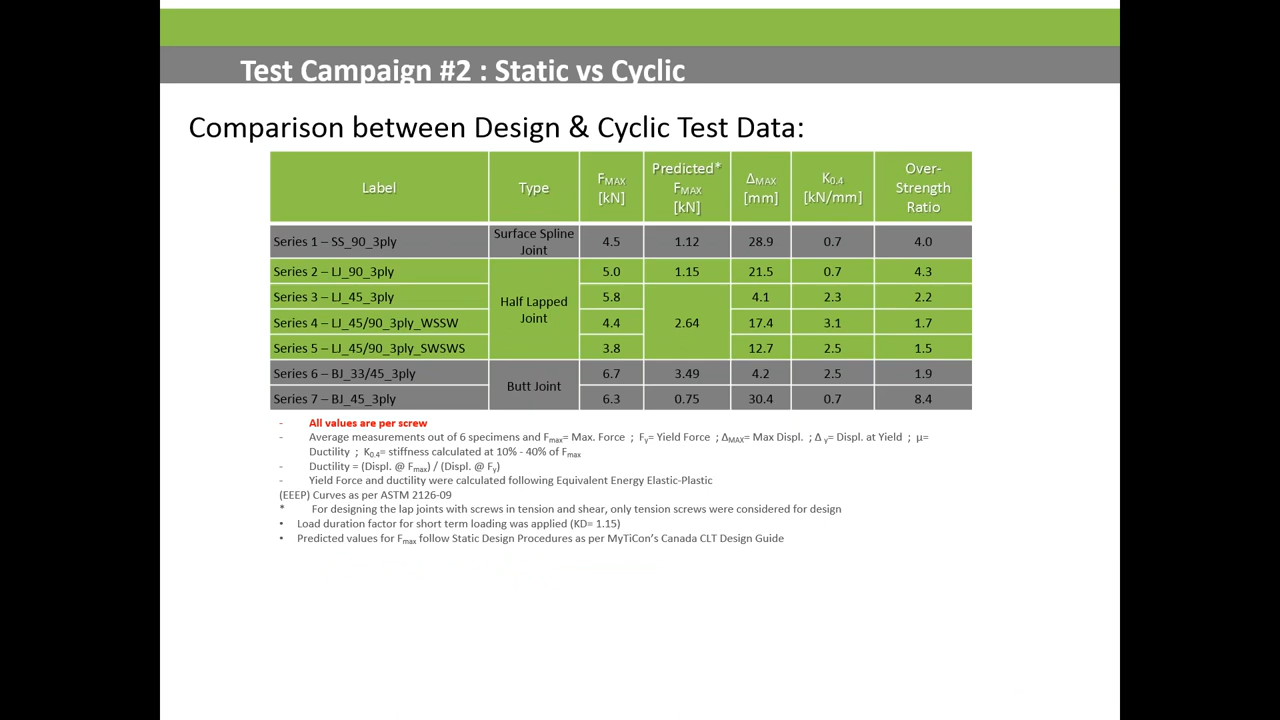 Test Campaign #2 : Static vs Cyclic
Comparison between Design & Cyclic Test Data:
Label Type FMAX [kN] Predicted* FMAX [kN] ΔMAX [mm] K0.4 [kN/mm] Over-Strength Ratio
Series 1 – SS_90_3ply Surface Spline Joint 4.5 1.12 28.9 0.7 4.0
Series 2 – LJ_90_3ply Half Lapped Joint 5.0 1.15 21.5 0.7 4.3
Series 3 – LJ_45_3ply 5.8 2.64 4.1 2.3 2.2
Series 4 – LJ_45/90_3ply_WSSW 4.4 17.4 3.1 1.7
Series 5 – LJ_45/90_3ply_SWSWS 3.8 12.7 2.5 1.5
Series 6 – BJ_33/45_3ply Butt Joint 6.7 3.49 4.2 2.5 1.9
Series 7 – BJ_45_3ply 6.3 0.75 30.4 0.7 8.4
- All values are per screw
- Average measurements out of 6 specimens and Fmax= Max. Force ; Fy= Yield Force ; ΔMAX= Max Displ. ; Δ y= Displ. at Yield ; μ=
Ductility ; K0.4= stiffness calculated at 10% - 40% of Fmax
- Ductility = (Displ. @ Fmax) / (Displ. @ Fy)
- Yield Force and ductility were calculated following Equivalent Energy Elastic-Plastic
(EEEP) Curves as per ASTM 2126-09
* For designing the lap joints with screws in tension and shear, only tension screws were considered for design
• Load duration factor for short term loading was applied (KD= 1.15)
• Predicted values for Fmax follow Static Design Procedures as per MyTiCon's Canada CLT Design Guide